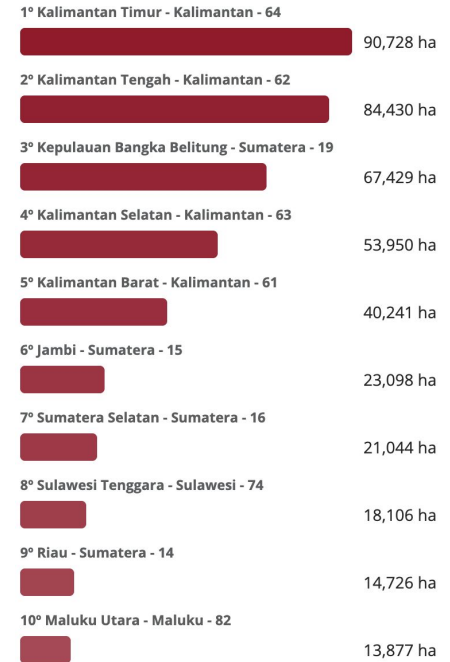 1º Kalimantan Timur - Kalimantan - 64
90,728 ha
2º Kalimantan Tengah - Kalimantan - 62
84,430 ha
3º Kepulauan Bangka Belitung - Sumatera - 19
67,429 ha
4º Kalimantan Selatan - Kalimantan - 63
53,950 ha
5º Kalimantan Barat - Kalimantan - 61
40,241 ha
6º Jambi - Sumatera - 15
23,098 ha
7º Sumatera Selatan - Sumatera - 16
21,044 ha
8º Sulawesi Tenggara - Sulawesi - 74
18,106 ha
9º Riau - Sumatera - 14
14,726 ha
10º Maluku Utara - Maluku - 82
13,877 ha